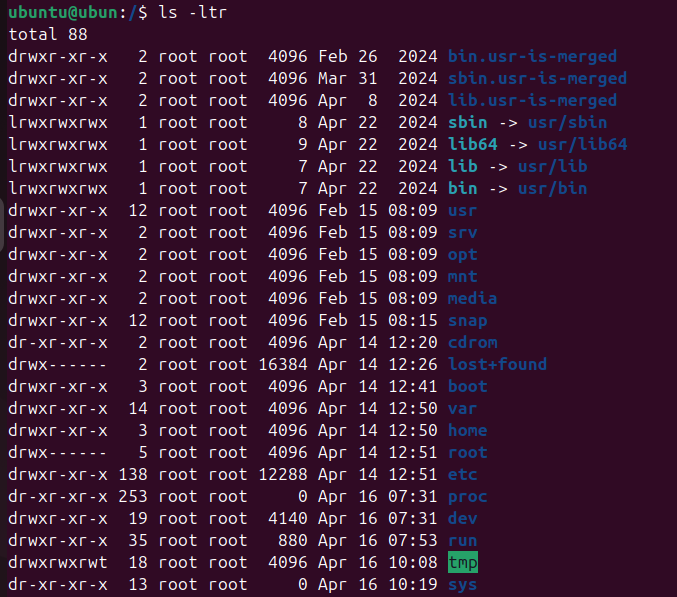 ubuntu@ubun:/$ ls -ltr
total 88
drwxr-xr-x   2 root root  4096 Feb 26  2024 bin.usr-is-merged
drwxr-xr-x   2 root root  4096 Mar 31  2024 sbin.usr-is-merged
drwxr-xr-x   2 root root  4096 Apr  8  2024 lib.usr-is-merged
lrwxrwxrwx   1 root root     8 Apr 22  2024 sbin -> usr/sbin
lrwxrwxrwx   1 root root     9 Apr 22  2024 lib64 -> usr/lib64
lrwxrwxrwx   1 root root     7 Apr 22  2024 lib -> usr/lib
lrwxrwxrwx   1 root root     7 Apr 22  2024 bin -> usr/bin
drwxr-xr-x  12 root root  4096 Feb 15 08:09 usr
drwxr-xr-x   2 root root  4096 Feb 15 08:09 srv
drwxr-xr-x   2 root root  4096 Feb 15 08:09 opt
drwxr-xr-x   2 root root  4096 Feb 15 08:09 mnt
drwxr-xr-x   2 root root  4096 Feb 15 08:09 media
drwxr-xr-x  12 root root  4096 Feb 15 08:15 snap
dr-xr-xr-x   2 root root  4096 Apr 14 12:20 cdrom
drwx------   2 root root 16384 Apr 14 12:26 lost+found
drwxr-xr-x   3 root root  4096 Apr 14 12:41 boot
drwxr-xr-x  14 root root  4096 Apr 14 12:50 var
drwxr-xr-x   3 root root  4096 Apr 14 12:50 home
drwx------   5 root root  4096 Apr 14 12:51 root
drwxr-xr-x 138 root root 12288 Apr 14 12:51 etc
dr-xr-xr-x 253 root root     0 Apr 16 07:31 proc
drwxr-xr-x  19 root root  4140 Apr 16 07:31 dev
drwxr-xr-x  35 root root   880 Apr 16 07:53 run
drwxrwxrwt  18 root root  4096 Apr 16 10:08 tmp
dr-xr-xr-x  13 root root     0 Apr 16 10:19 sys